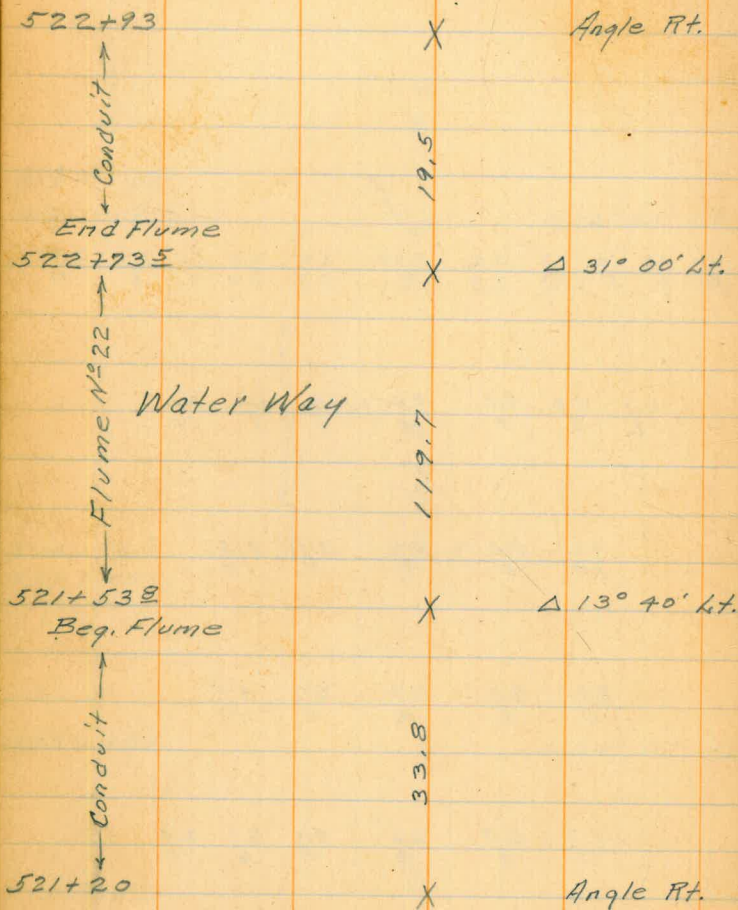 522+93 X Angle Rt.
← Conduit →
19.5
End Flume
522+73⁵ X Δ 31° 00' Lt.
← Flume Nº 22 →
Water Way
119.7
521+53⁸ X Δ 13° 40' Lt.
Beg. Flume
← Conduit →
33.8
521+20 X Angle Rt.